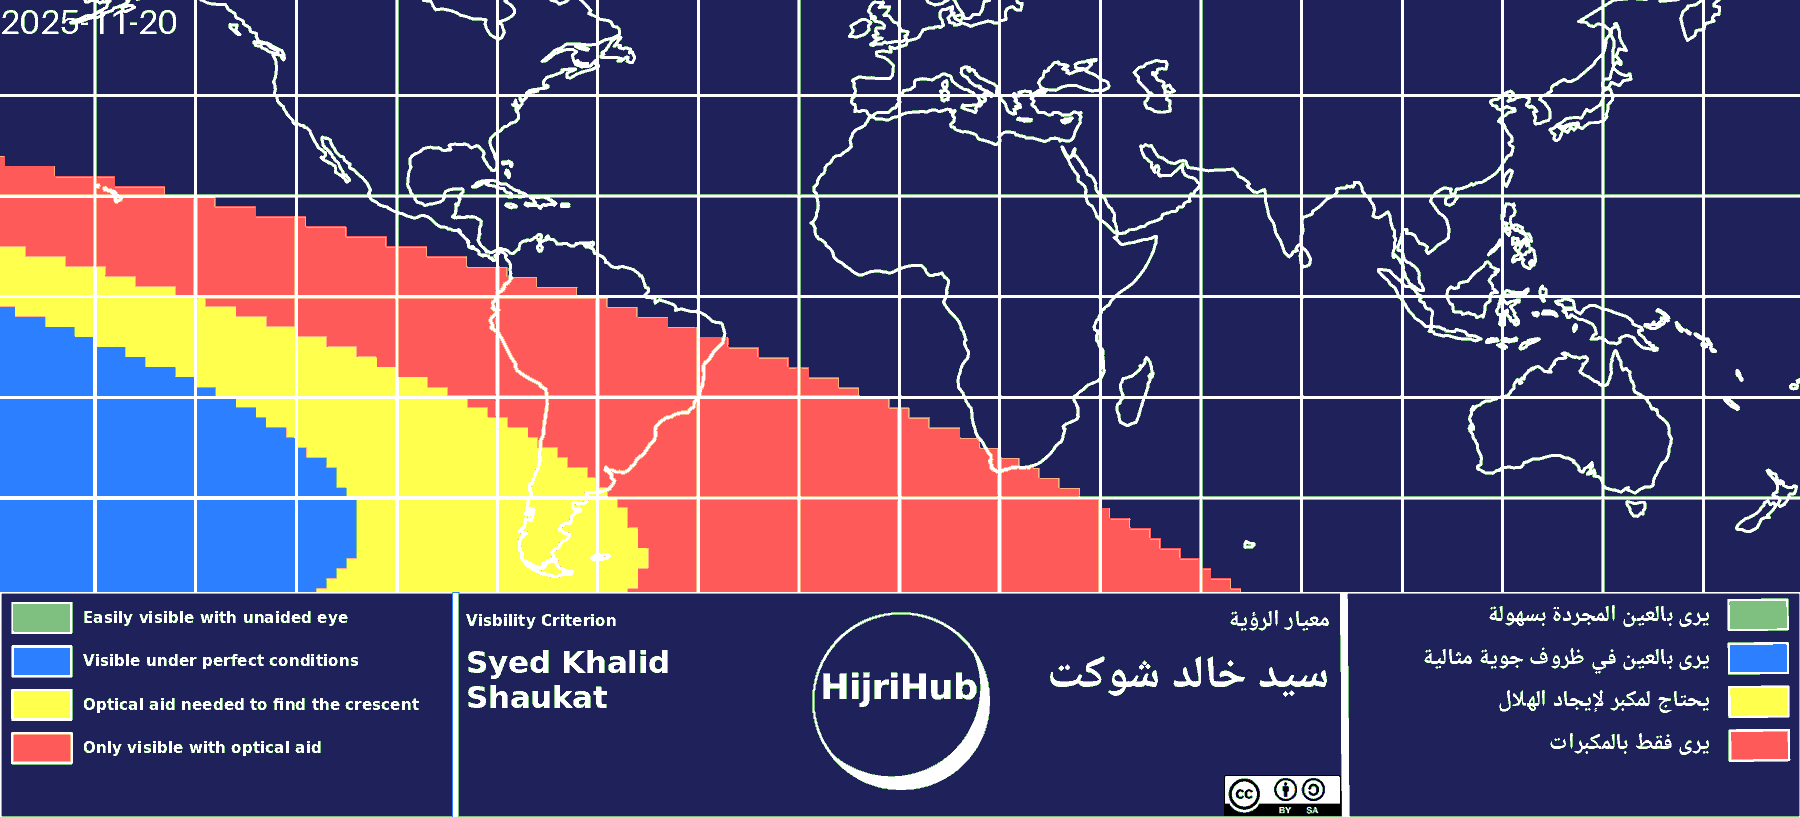 2025-11-20
Easily visible with unaided eye
Visible under perfect conditions
Optical aid needed to find the crescent
Only visible with optical aid
Visbility Criterion
Syed Khalid
Shaukat
HijriHub
معيار الرؤية
سيد خالد شوكت
cc
BY SA
يرى بالعين المجردة بسهولة
يرى بالعين في ظروف جوية مثالية
يحتاج لمكبر لإيجاد الهلال
يرى فقط بالمكبرات